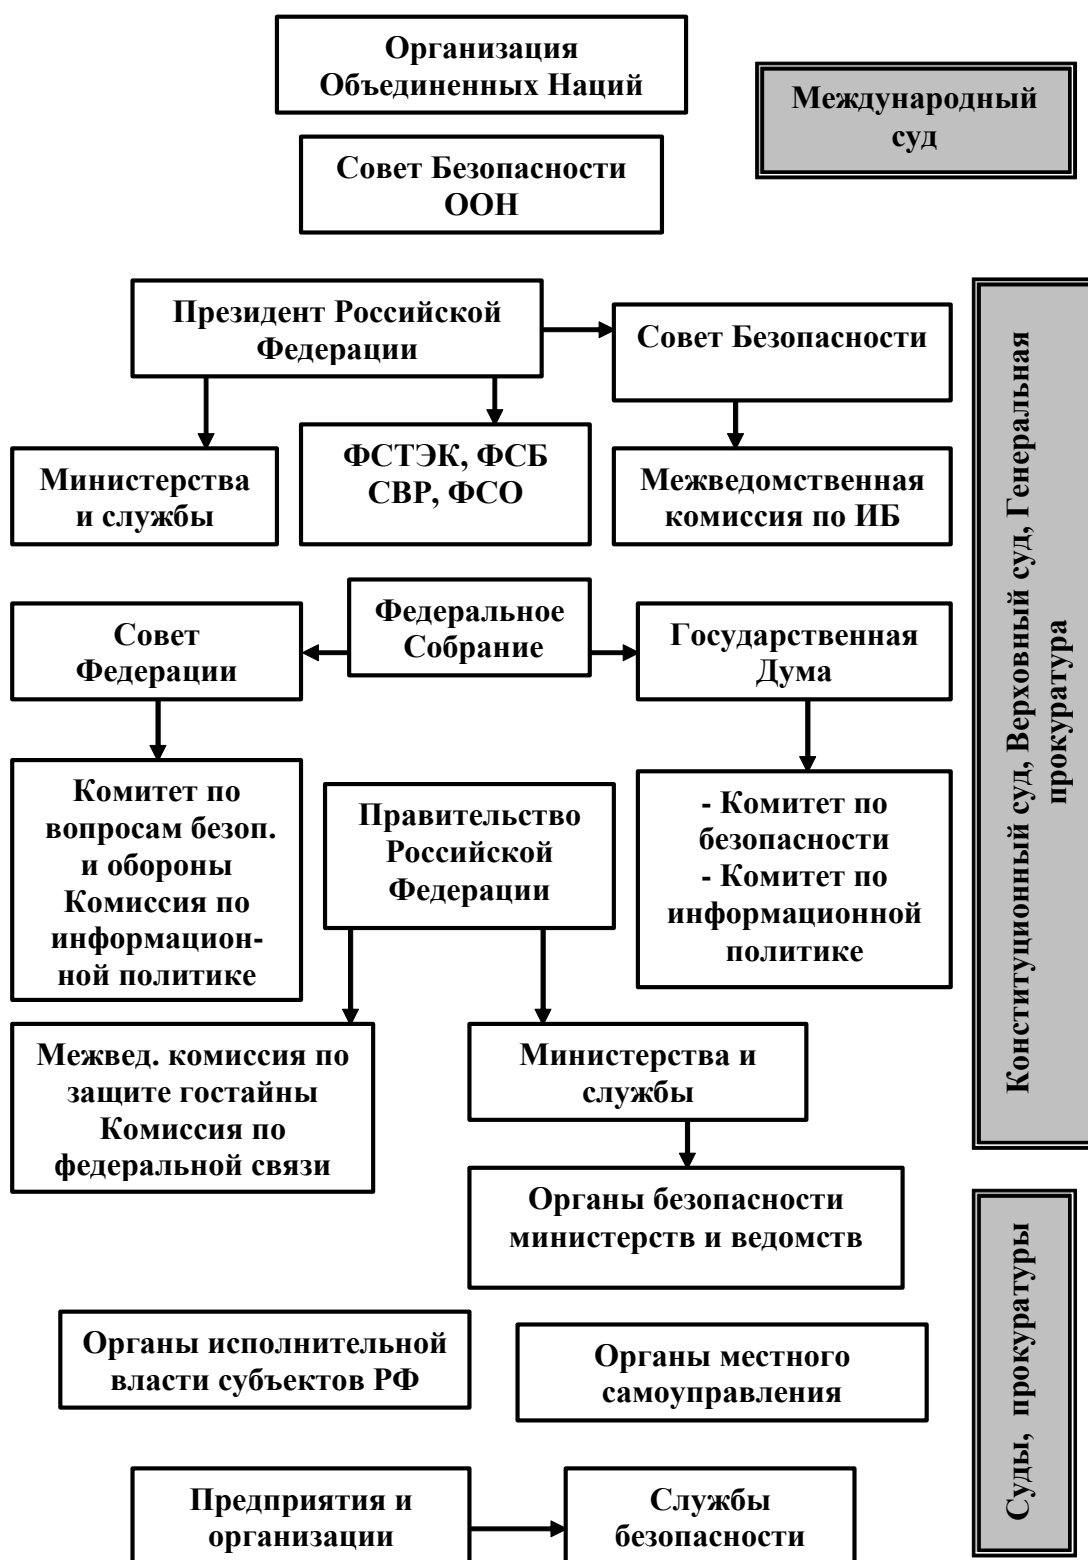 Организация
Объединенных Наций
Международный
суд
Совет Безопасности
ООН
Президент Российской
Федерации
Совет Безопасности
Министерства
и службы
ФСТЭК, ФСБ
СВР, ФСО
Межведомственная
комиссия по ИБ
Конституционный суд, Верховный суд, Генеральная
прокуратура
Федеральное
Собрание
Совет
Федерации
Государственная
Дума
Комитет по
вопросам безоп.
и обороны
Комиссия по
информацион-
ной политике
Правительство
Российской
Федерации
- Комитет по
безопасности
- Комитет по
информационной
политике
Межвед. комиссия по
защите гостайны
Комиссия по
федеральной связи
Министерства и
службы
Органы безопасности
министерств и ведомств
Суды, прокуратуры
Органы исполнительной
власти субъектов РФ
Органы местного
самоуправления
Предприятия и
организации
Службы
безопасности